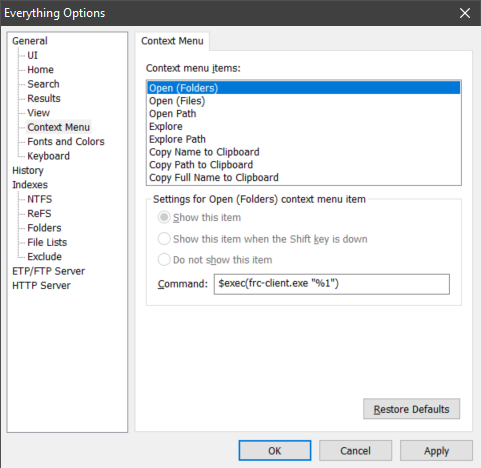 Everything Options
General
UI
Home
Search
Results
View
Context Menu
Fonts and Colors
Keyboard
History
Indexes
NTFS
ReFS
Folders
File Lists
Exclude
ETP/FTP Server
HTTP Server
Context Menu
Context menu items:
Open (Folders)
Open (Files)
Open Path
Explore
Explore Path
Copy Name to Clipboard
Copy Path to Clipboard
Copy Full Name to Clipboard
Settings for Open (Folders) context menu item
Show this item
Show this item when the Shift key is down
Do not show this item
Command: $exec(frc-client.exe "%1")
Restore Defaults
OK Cancel Apply